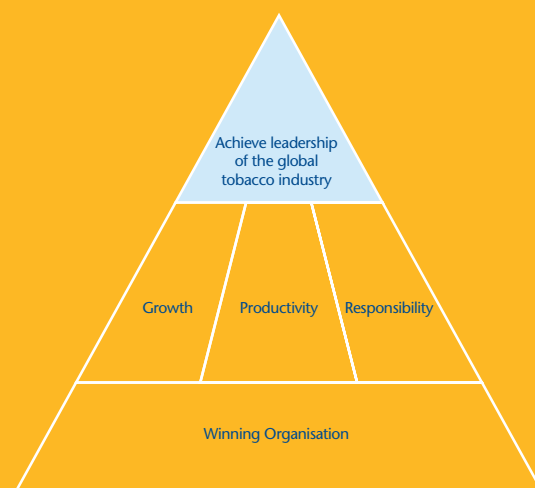 Achieve leadership
of the global
tobacco industry
Growth
Productivity
Responsibility
Winning Organisation